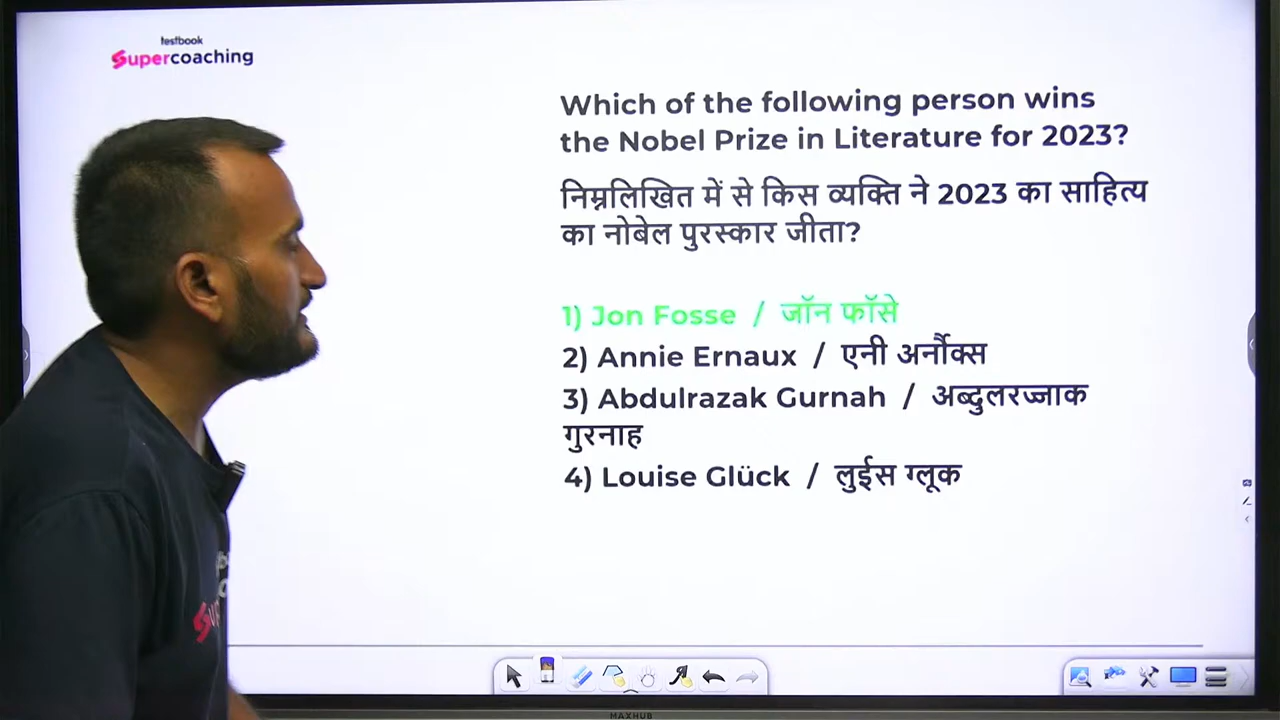 testbook
Supercoaching
Which of the following person wins
the Nobel Prize in Literature for 2023?
निम्नलिखित में से किस व्यक्ति ने 2023 का साहित्य
का नोबेल पुरस्कार जीता?
1) Jon Fosse / जॉन फॉसे
2) Annie Ernaux / एनी अर्नौक्स
3) Abdulrazak Gurnah / अब्दुलरज्जाक
गुरनाह
4) Louise Glück / लुईस ग्लूक
MAXHUB